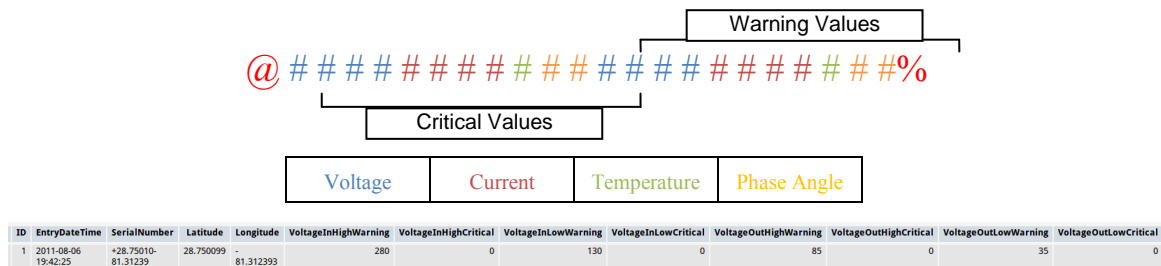 Warning Values
@ # # # # # # # # # # # # # # # # # # # # # #%
Critical Values
Voltage Current Temperature Phase Angle
ID EntryDateTime SerialNumber Latitude Longitude VoltageInHighWarning VoltageInHighCritical VoltageInLowWarning VoltageInLowCritical VoltageOutHighWarning VoltageOutHighCritical VoltageOutLowWarning VoltageOutLowCritical
1 2011-08-06 +28.75010- 28.750099 - 280 0 130 0 85 0 35 0
19:42:25 81.31239 81.312393